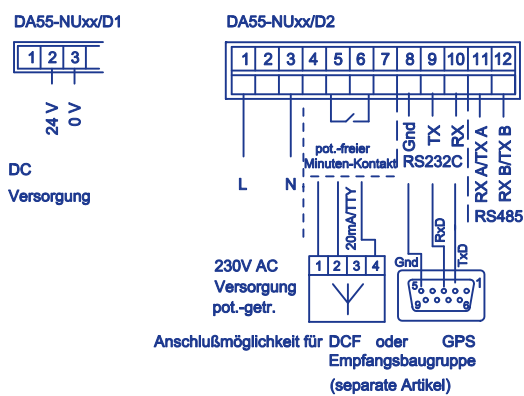 DA55-NUxx/D1
DA55-NUxx/D2
1 2 3
1 2 3 4 5 6 7 8 9 10 11 12
24 V
0 V
DC
Versorgung
L
N
pot.-freier
Minuten-Kontakt
Gnd
TX
RX
RS232C
RX A/TX A
RX B/TX B
RS485
20mA/TTY
RxD
TxD
Gnd
1 2 3 4
5
1
9
6
230V AC
Versorgung
pot.-getr.
Anschlußmöglichkeit für DCF oder GPS
Empfangsbaugruppe
(separate Artikel)